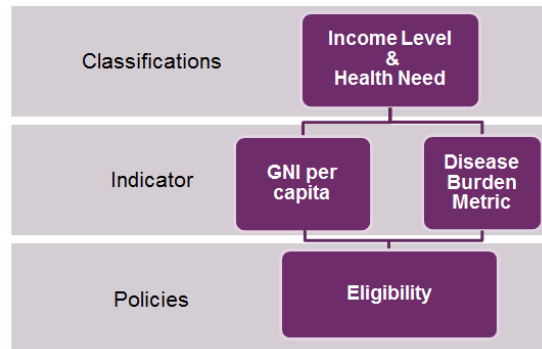 Classifications
Income Level
&
Health Need
Indicator
GNI per
capita
Disease
Burden
Metric
Policies
Eligibility